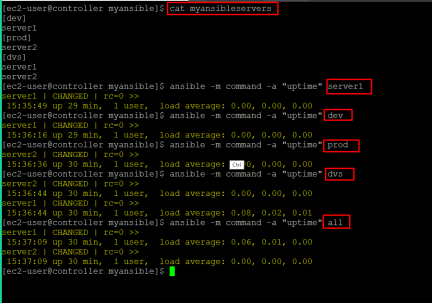 [ec2-user@controller myansible]$ cat myansibleservers
[dev]
server1
[prod]
server2
[dvs]
server1
server2
[ec2-user@controller myansible]$ ansible -m command -a "uptime" server1
server1 | CHANGED | rc=0 >>
 15:35:49 up 29 min,  1 user,  load average: 0.00, 0.00, 0.00
[ec2-user@controller myansible]$ ansible -m command -a "uptime" dev
server1 | CHANGED | rc=0 >>
 15:36:16 up 29 min,  1 user,  load average: 0.00, 0.00, 0.00
[ec2-user@controller myansible]$ ansible -m command -a "uptime" prod
server2 | CHANGED | rc=0 >>
 15:36:36 up 30 min,  1 user,  load average: Ctrl 0, 0.00, 0.00
[ec2-user@controller myansible]$ ansible -m command -a "uptime" dvs
server2 | CHANGED | rc=0 >>
 15:36:44 up 30 min,  1 user,  load average: 0.00, 0.00, 0.00
server1 | CHANGED | rc=0 >>
 15:36:44 up 30 min,  1 user,  load average: 0.08, 0.02, 0.01
[ec2-user@controller myansible]$ ansible -m command -a "uptime" all
server1 | CHANGED | rc=0 >>
 15:37:09 up 30 min,  1 user,  load average: 0.06, 0.01, 0.00
server2 | CHANGED | rc=0 >>
 15:37:09 up 30 min,  1 user,  load average: 0.00, 0.00, 0.00
[ec2-user@controller myansible]$